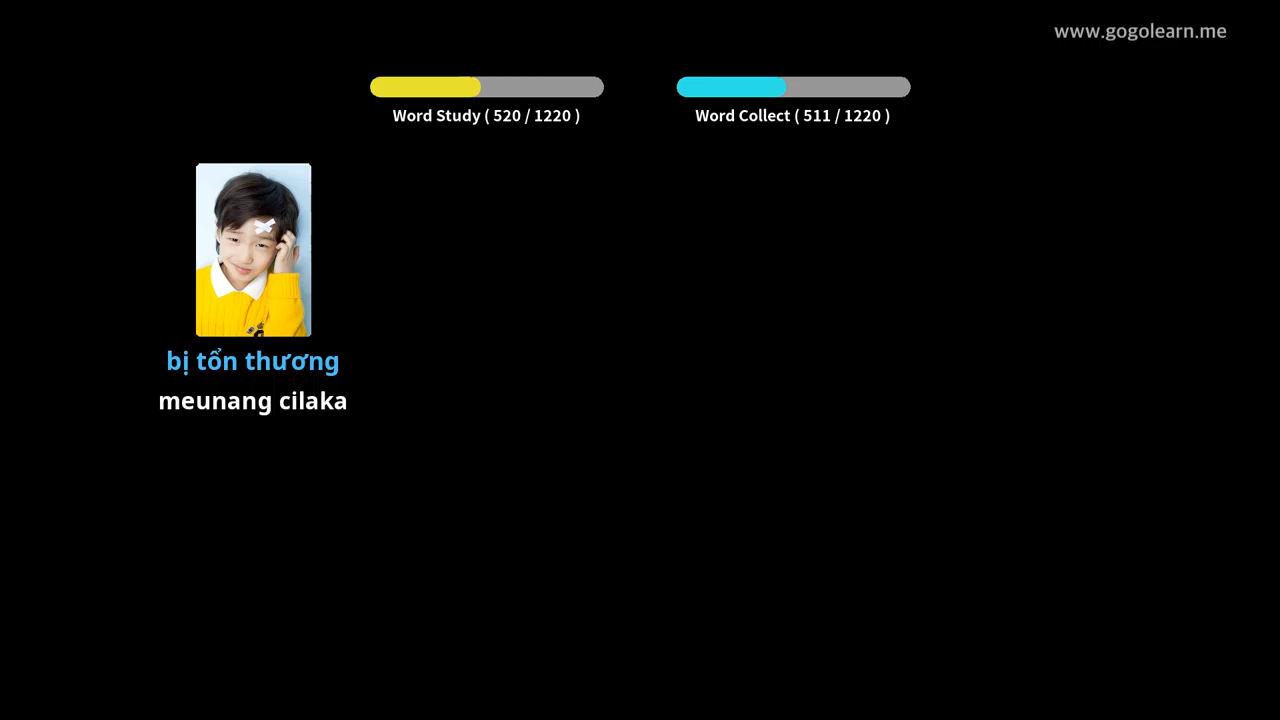 www.gogolearn.me
Word Study ( 520 / 1220 )
Word Collect ( 511 / 1220 )
bị tổn thương
meunang cilaka